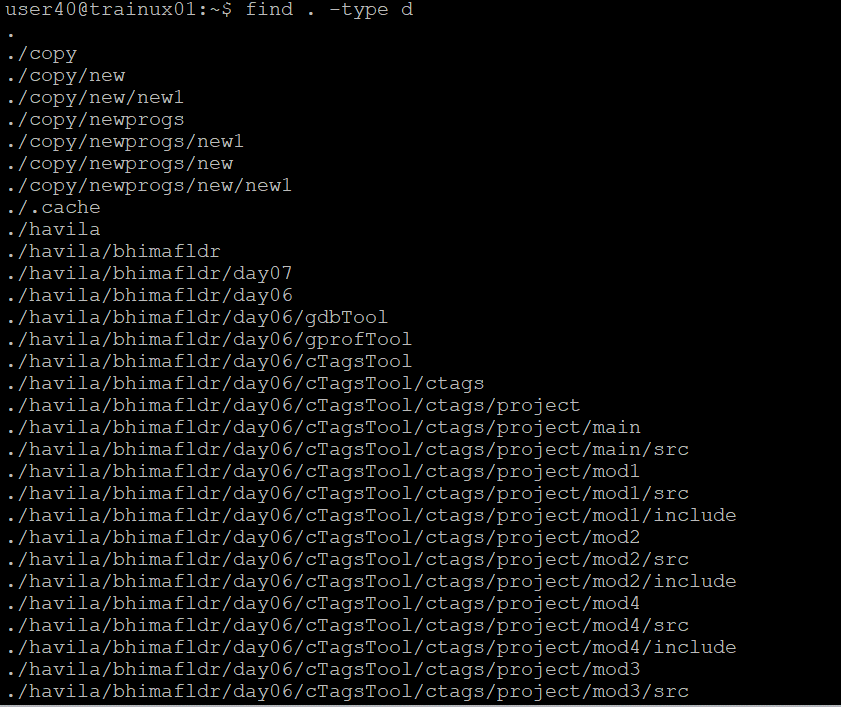 user40@trainux01:~$ find . -type d
.
./copy
./copy/new
./copy/new/new1
./copy/newprogs
./copy/newprogs/new1
./copy/newprogs/new
./copy/newprogs/new/new1
./.cache
./havila
./havila/bhimafldr
./havila/bhimafldr/day07
./havila/bhimafldr/day06
./havila/bhimafldr/day06/gdbTool
./havila/bhimafldr/day06/gprofTool
./havila/bhimafldr/day06/cTagsTool
./havila/bhimafldr/day06/cTagsTool/ctags
./havila/bhimafldr/day06/cTagsTool/ctags/project
./havila/bhimafldr/day06/cTagsTool/ctags/project/main
./havila/bhimafldr/day06/cTagsTool/ctags/project/main/src
./havila/bhimafldr/day06/cTagsTool/ctags/project/mod1
./havila/bhimafldr/day06/cTagsTool/ctags/project/mod1/src
./havila/bhimafldr/day06/cTagsTool/ctags/project/mod1/include
./havila/bhimafldr/day06/cTagsTool/ctags/project/mod2
./havila/bhimafldr/day06/cTagsTool/ctags/project/mod2/src
./havila/bhimafldr/day06/cTagsTool/ctags/project/mod2/include
./havila/bhimafldr/day06/cTagsTool/ctags/project/mod4
./havila/bhimafldr/day06/cTagsTool/ctags/project/mod4/src
./havila/bhimafldr/day06/cTagsTool/ctags/project/mod4/include
./havila/bhimafldr/day06/cTagsTool/ctags/project/mod3
./havila/bhimafldr/day06/cTagsTool/ctags/project/mod3/src